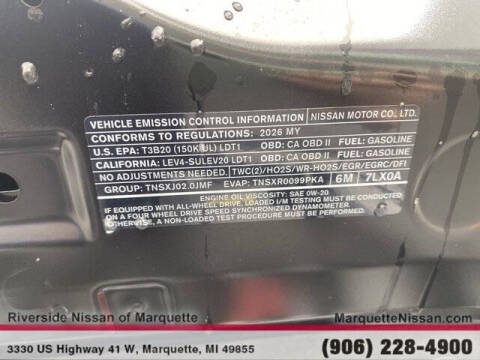 VEHICLE EMISSION CONTROL INFORMATION NISSAN MOTOR CO., LTD.
CONFORMS TO REGULATIONS: 2026 MY
U.S. EPA: T3B20 (150K UL) LDT1 OBD: CA OBD II FUEL: GASOLINE
CALIFORNIA: LEV4-SULEV20 LDT1 OBD: CA OBD II FUEL: GASOLINE
NO ADJUSTMENTS NEEDED. TWC(2)/HO2S/WR-HO2S/EGR/EGRC/DFI
GROUP: TNSXJ02.0JMF EVAP: TNSXR0099PKA 6M 7LX0A
ENGINE OIL VISCOSITY: SAE 0W-20
IF EQUIPPED WITH ALL-WHEEL DRIVE, LOADED I/M TESTING MUST BE CONDUCTED
ON A FOUR WHEEL DRIVE SPEED SYNCHRONIZED DYNAMOMETER.
OTHERWISE, A NON-LOADED TEST PROCEDURE MUST BE USED.
Riverside Nissan of Marquette MarquetteNissan.com
3330 US Highway 41 W, Marquette, MI 49855 (906) 228-4900